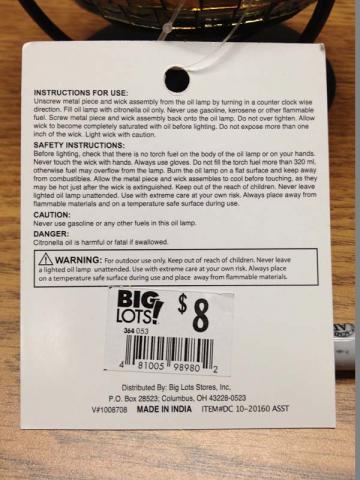 INSTRUCTIONS FOR USE:
Unscrew metal piece and wick assembly from the oil lamp by turning in a counter clock wise
direction. Fill oil lamp with citronella oil only. Never use gasoline, kerosene or other flammable
fuel. Screw metal piece and wick assembly back onto the oil lamp. Do not over tighten. Allow
wick to become completely saturated with oil before lighting. Do not expose more than one
inch of the wick. Light wick with caution.
SAFETY INSTRUCTIONS:
Before lighting, check that there is no torch fuel on the body of the oil lamp or on your hands.
Never touch the wick with hands. Always use gloves. Do not fill the torch fuel more than 320 ml,
otherwise fuel may overflow from the lamp. Burn the oil lamp on a flat surface and keep away
from combustibles. Allow the metal piece and wick assembles to cool before touching, as they
may be hot just after the wick is extinguished. Keep out of the reach of children. Never leave
lighted oil lamp unattended. Use with extreme care at your own risk. Always place away from
flammable materials and on a temperature safe surface during use.
CAUTION:
Never use gasoline or any other fuels in this oil lamp.
DANGER:
Citronella oil is harmful or fatal if swallowed.
WARNING: For outdoor use only. Keep out of reach of children. Never leave
a lighted oil lamp unattended. Use with extreme care at your own risk. Always place
on a temperature safe surface during use and place away from flammable materials.
BIG LOTS! $8
364 053
4 81005 98980 2
Distributed By: Big Lots Stores, Inc,
P.O. Box 28523; Columbus, OH 43228-0523
V#1008708 MADE IN INDIA ITEM#DC 10-20160 ASST